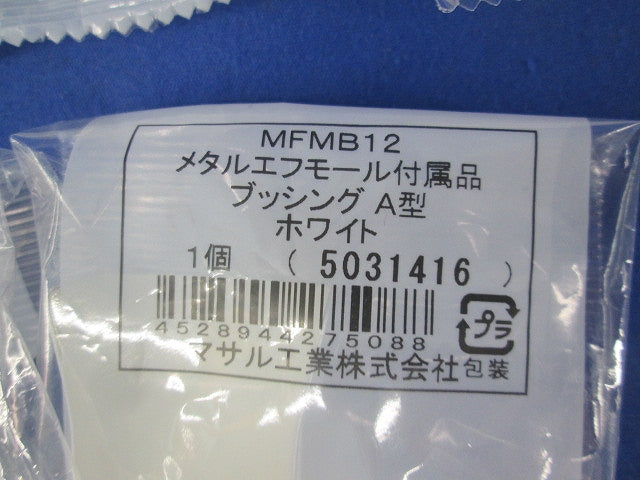 MFMB12
メタルエフモール付属品
ブッシング A型
ホワイト
1個 (5031416)
4528944275088
プラ
マサル工業株式会社 包装